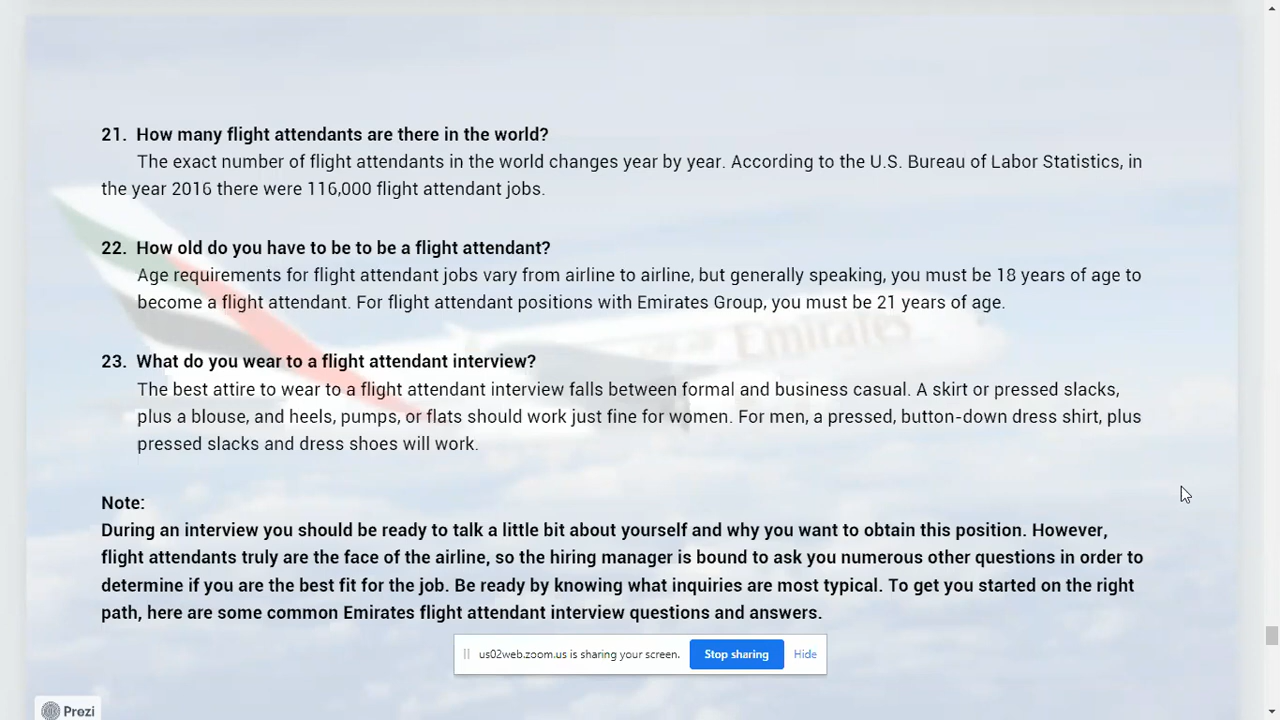 21. How many flight attendants are there in the world?
The exact number of flight attendants in the world changes year by year. According to the U.S. Bureau of Labor Statistics, in
the year 2016 there were 116,000 flight attendant jobs.
22. How old do you have to be to be a flight attendant?
Age requirements for flight attendant jobs vary from airline to airline, but generally speaking, you must be 18 years of age to
become a flight attendant. For flight attendant positions with Emirates Group, you must be 21 years of age.
Emirates
23. What do you wear to a flight attendant interview?
The best attire to wear to a flight attendant interview falls between formal and business casual. A skirt or pressed slacks,
plus a blouse, and heels, pumps, or flats should work just fine for women. For men, a pressed, button-down dress shirt, plus
pressed slacks and dress shoes will work.
Note:
During an interview you should be ready to talk a little bit about yourself and why you want to obtain this position. However,
flight attendants truly are the face of the airline, so the hiring manager is bound to ask you numerous other questions in order to
determine if you are the best fit for the job. Be ready by knowing what inquiries are most typical. To get you started on the right
path, here are some common Emirates flight attendant interview questions and answers.
us02web.zoom.us is sharing your screen. Stop sharing Hide
Prezi